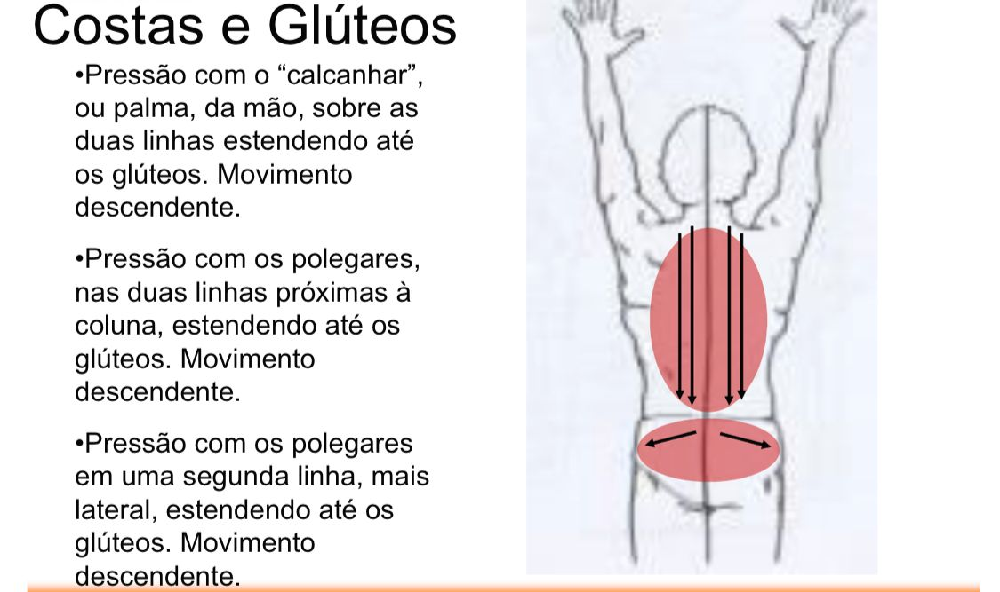 Costas e Glúteos
•Pressão com o “calcanhar”,
ou palma, da mão, sobre as
duas linhas estendendo até
os glúteos. Movimento
descendente.
•Pressão com os polegares,
nas duas linhas próximas à
coluna, estendendo até os
glúteos. Movimento
descendente.
•Pressão com os polegares
em uma segunda linha, mais
lateral, estendendo até os
glúteos. Movimento
descendente.